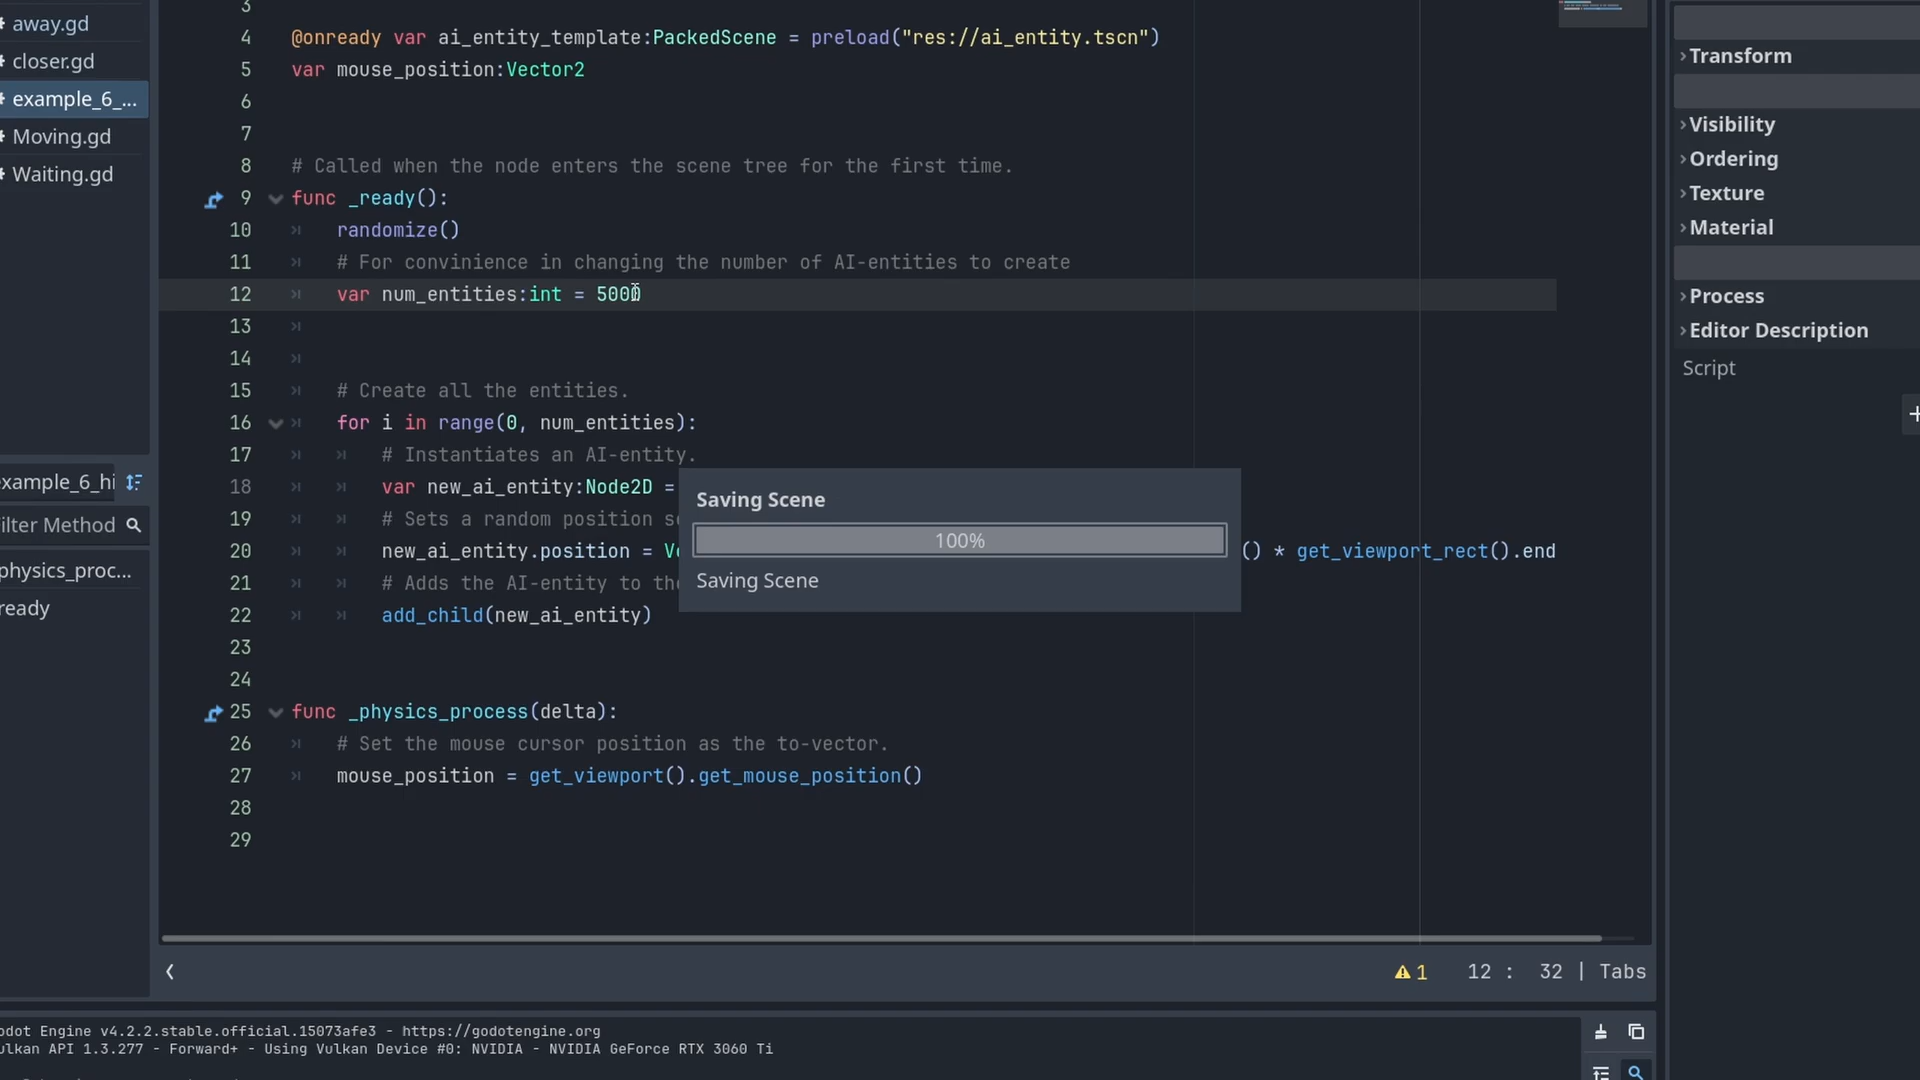 away.gd
closer.gd
example_6_...
Moving.gd
Waiting.gd
example_6_hi
ilter Method
physics_proc...
ready
3
4 @onready var ai_entity_template:PackedScene = preload("res://ai_entity.tscn")
5 var mouse_position:Vector2
6
7
8 # Called when the node enters the scene tree for the first time.
9 func _ready():
10 randomize()
11 # For convinience in changing the number of AI-entities to create
12 var num_entities:int = 5000
13
14
15 # Create all the entities.
16 for i in range(0, num_entities):
17 # Instantiates an AI-entity.
18 var new_ai_entity:Node2D =
19 # Sets a random position s
20 new_ai_entity.position = Ve () * get_viewport_rect().end
21 # Adds the AI-entity to the
22 add_child(new_ai_entity)
23
24
25 func _physics_process(delta):
26 # Set the mouse cursor position as the to-vector.
27 mouse_position = get_viewport().get_mouse_position()
28
29
Saving Scene
100%
Saving Scene
1 12 : 32 | Tabs
odot Engine v4.2.2.stable.official.15073afe3 - https://godotengine.org
ulkan API 1.3.277 - Forward+ - Using Vulkan Device #0: NVIDIA - NVIDIA GeForce RTX 3060 Ti
Transform
Visibility
Ordering
Texture
Material
Process
Editor Description
Script